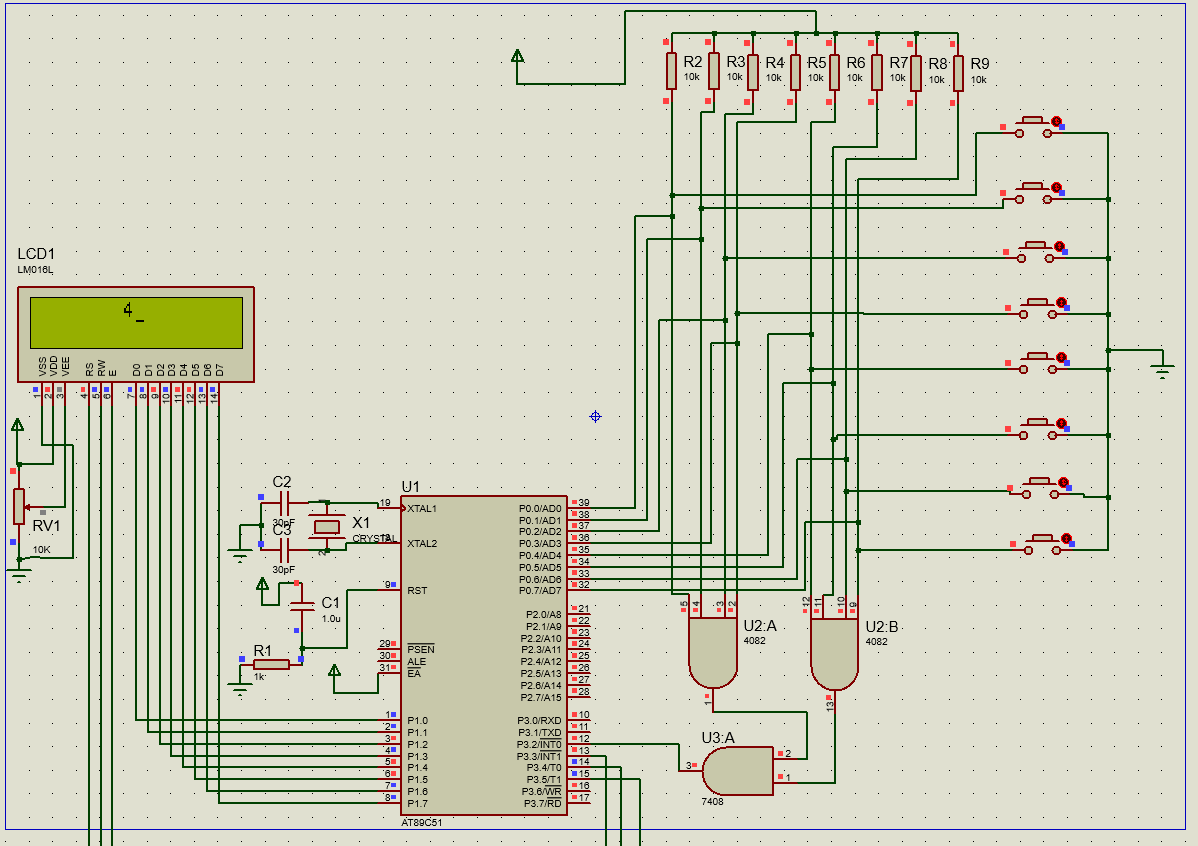 R2
10k
R3
10k
R4
10k
R5
10k
R6
10k
R7
10k
R8
10k
R9
10k
LCD1
LM016L
4_
VSS
VDD
VEE
RS
RW
E
D0
D1
D2
D3
D4
D5
D6
D7
1
2
3
4
5
6
7
8
9
10
11
12
13
14
RV1
10K
C2
30pF
C3
30pF
X1
CRYSTAL
C1
1.0u
R1
1k
U1
19
XTAL1
18
XTAL2
9
RST
29
PSEN
30
ALE
31
EA
1
P1.0
2
P1.1
3
P1.2
4
P1.3
5
P1.4
6
P1.5
7
P1.6
8
P1.7
P0.0/AD0
39
P0.1/AD1
38
P0.2/AD2
37
P0.3/AD3
36
P0.4/AD4
35
P0.5/AD5
34
P0.6/AD6
33
P0.7/AD7
32
P2.0/A8
21
P2.1/A9
22
P2.2/A10
23
P2.3/A11
24
P2.4/A12
25
P2.5/A13
26
P2.6/A14
27
P2.7/A15
28
P3.0/RXD
10
P3.1/TXD
11
P3.2/INT0
12
P3.3/INT1
13
P3.4/T0
14
P3.5/T1
15
P3.6/WR
16
P3.7/RD
17
AT89C51
5
4
3
2
U2:A
4082
1
12
11
10
9
U2:B
4082
13
U3:A
2
1
3
7408